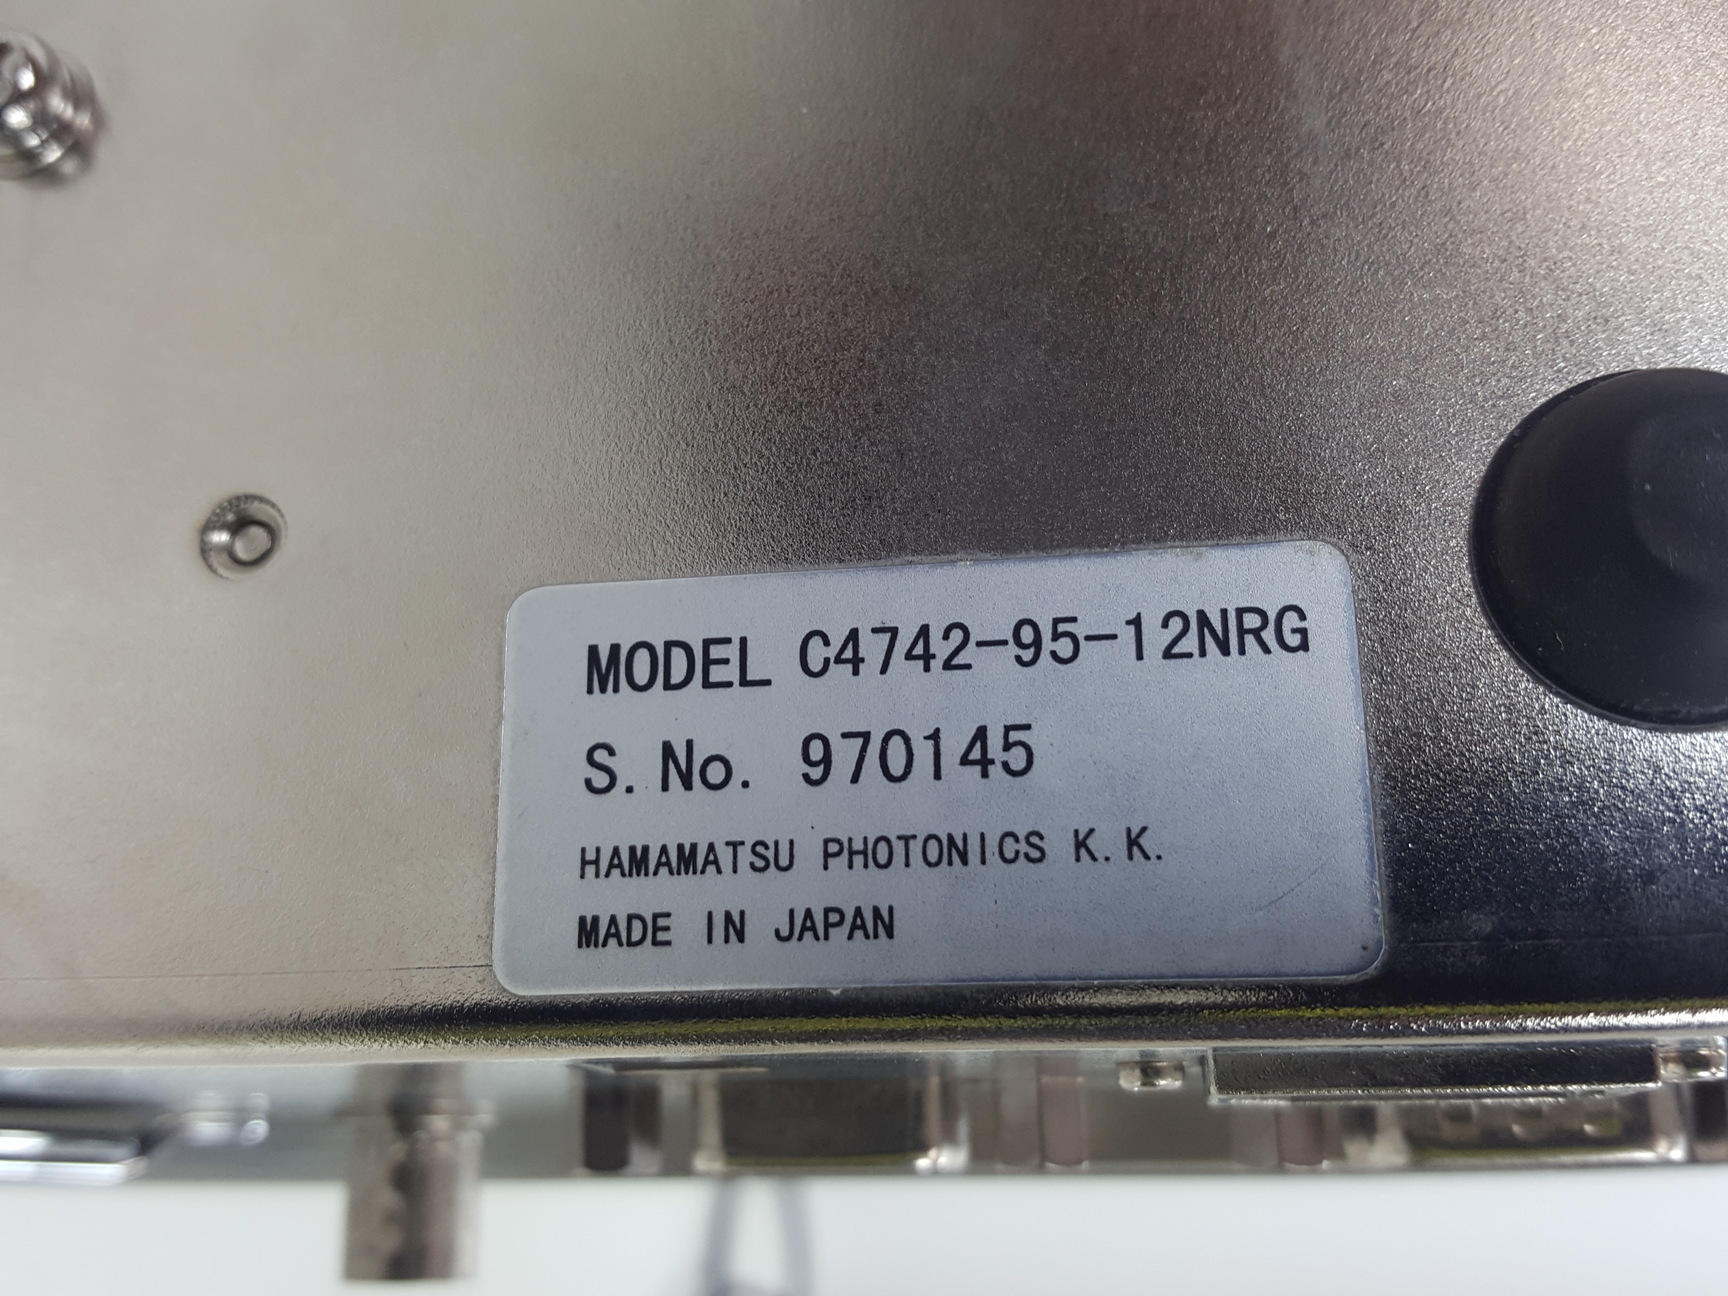 MODEL C4742-95-12NRG
S.No. 970145
HAMAMATSU PHOTONICS K.K.
MADE IN JAPAN